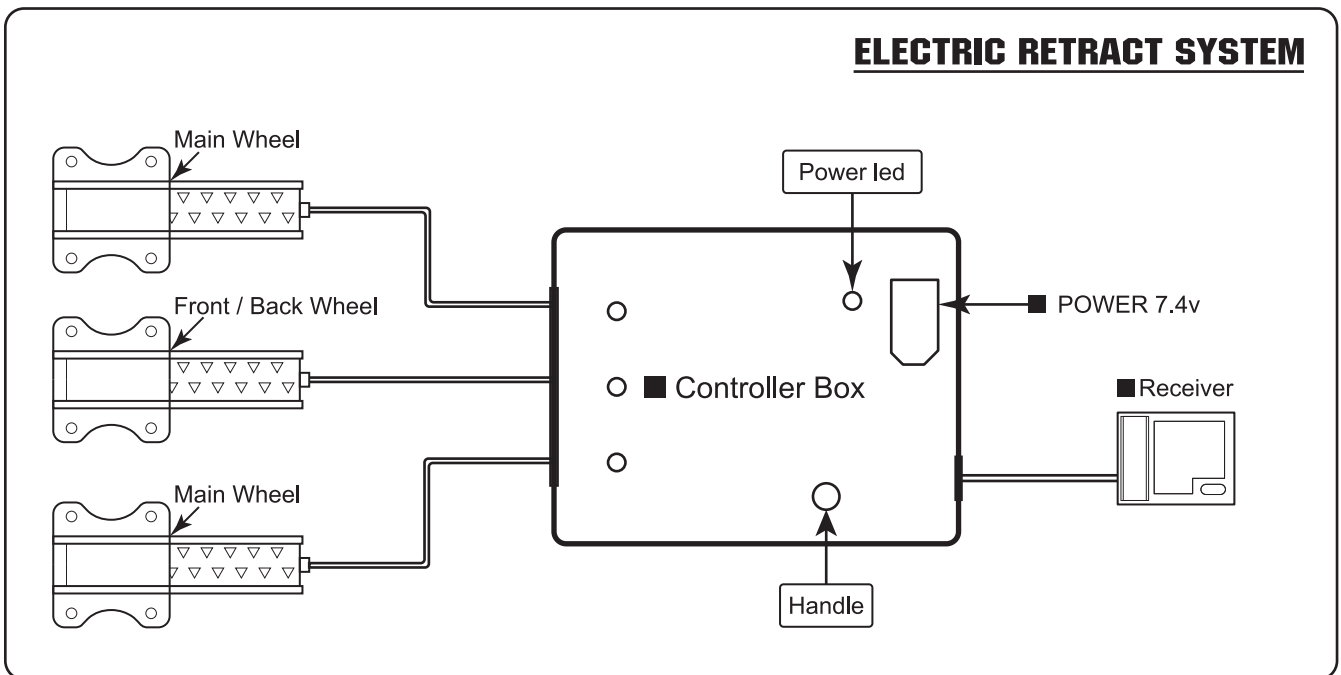 ELECTRIC RETRACT SYSTEM
Main Wheel
Power led
Front / Back Wheel
POWER 7.4v
Controller Box
Receiver
Main Wheel
Handle